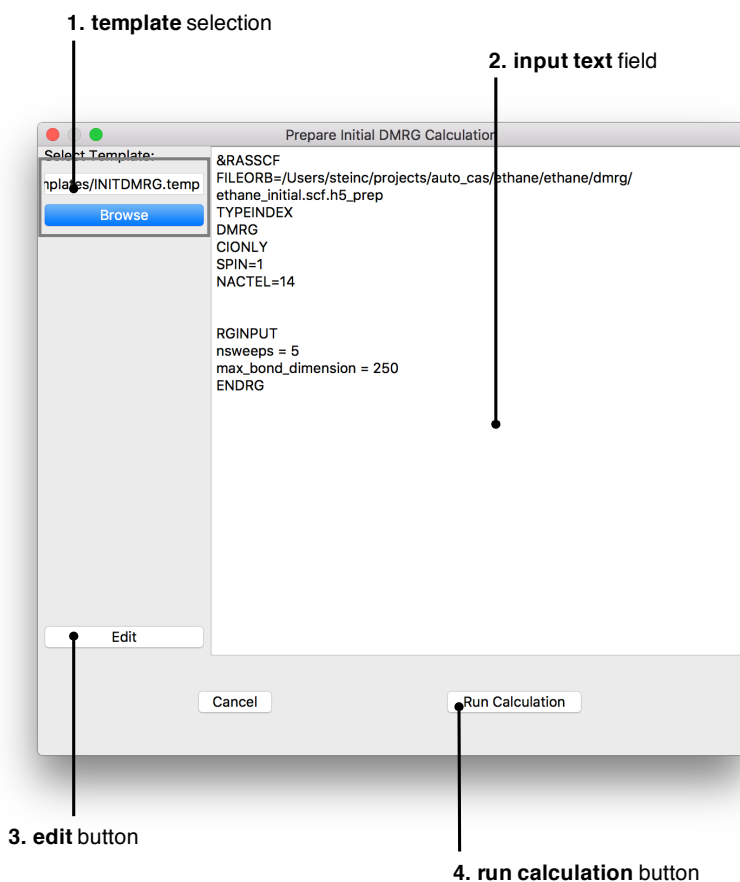 1. template selection
2. input text field
Prepare Initial DMRG Calculation
Select Template:
nplates/INITDMRG.temp
Browse
&RASSCF
FILEORB=/Users/steinc/projects/auto_cas/ethane/ethane/dmrg/
ethane_initial.scf.h5_prep
TYPEINDEX
DMRG
CIONLY
SPIN=1
NACTEL=14
RGINPUT
nsweeps = 5
max_bond_dimension = 250
ENDRG
Edit
Cancel
Run Calculation
3. edit button
4. run calculation button